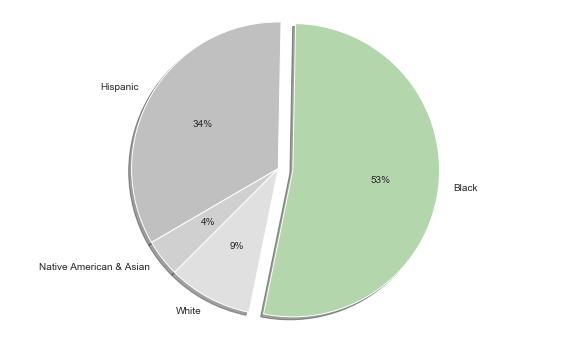 Hispanic
34%
53%
Black
4%
9%
Native American & Asian
White